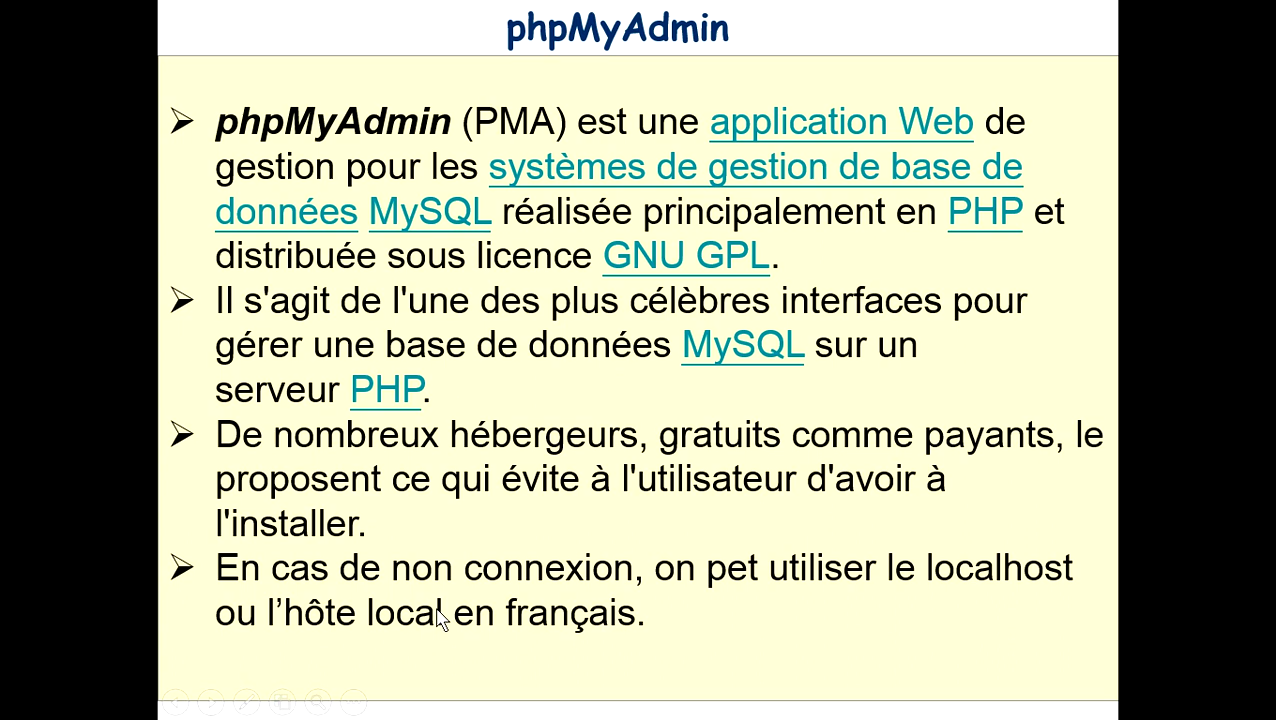 phpMyAdmin
➢ phpMyAdmin (PMA) est une application Web de
gestion pour les systèmes de gestion de base de
données MySQL réalisée principalement en PHP et
distribuée sous licence GNU GPL.
➢ Il s'agit de l'une des plus célèbres interfaces pour
gérer une base de données MySQL sur un
serveur PHP.
➢ De nombreux hébergeurs, gratuits comme payants, le
proposent ce qui évite à l'utilisateur d'avoir à
l'installer.
➢ En cas de non connexion, on pet utiliser le localhost
ou l’hôte local en français.